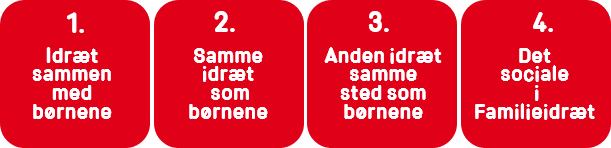 1.
Idræt
sammen
med
børnene
2.
Samme
idræt
som
børnene
3.
Anden idræt
samme
sted som
børnene
4.
Det
sociale
i
Familieidræt